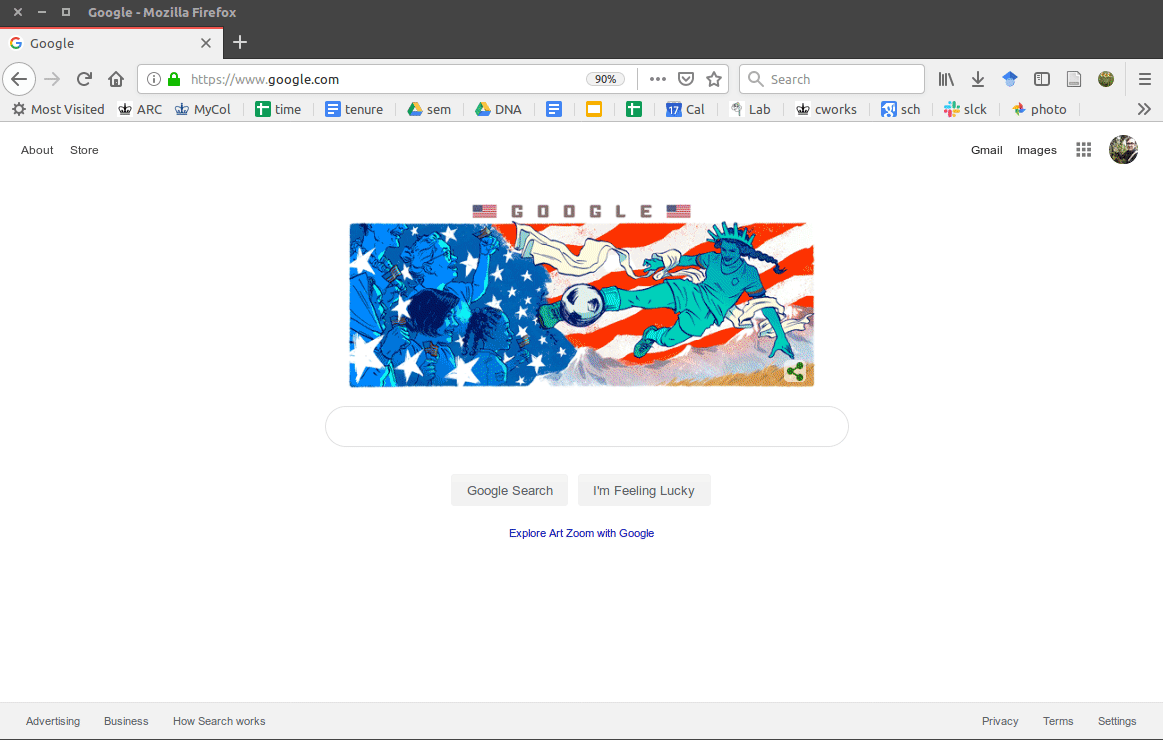 Google - Mozilla Firefox
Google
https://www.google.com 90% Search
Most Visited ARC MyCol time tenure sem DNA 17 Cal Lab cworks sch slck photo
About Store Gmail Images
GOOGLE
Google Search I'm Feeling Lucky
Explore Art Zoom with Google
Advertising Business How Search works Privacy Terms Settings